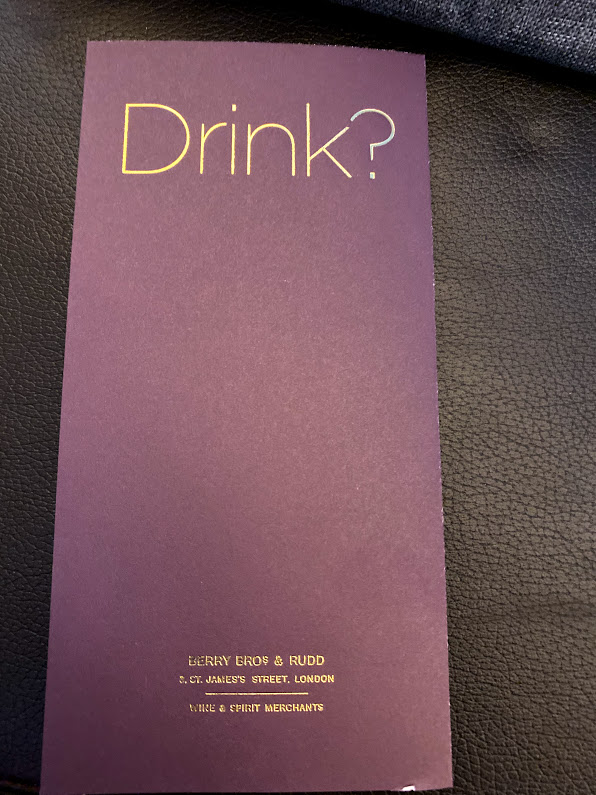 Drink?
BERRY BROS & RUDD
3, ST. JAMES'S STREET, LONDON
WINE & SPIRIT MERCHANTS